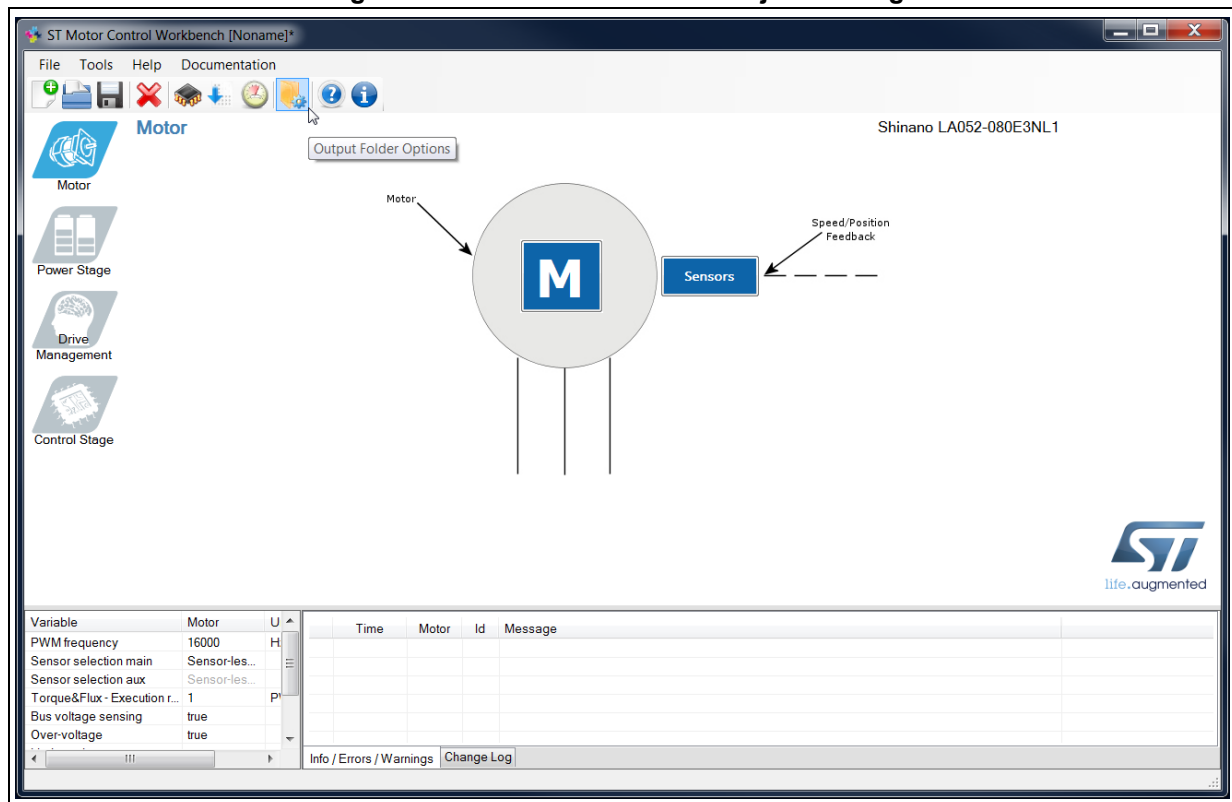 ST Motor Control Workbench [Noname]*
File Tools Help Documentation
Motor
Shinano LA052-080E3NL1
Output Folder Options
Motor
Power Stage
Drive
Management
Control Stage
Motor
M
Sensors
Speed/Position
Feedback
ST
life.augmented
Variable Motor U
PWM frequency 16000
Sensor selection main Sensor-les...
Sensor selection aux Sensor-les...
Torque&Flux - Execution r... 1
Bus voltage sensing true
Over-voltage true
Time Motor Id Message
Info / Errors / Warnings Change Log